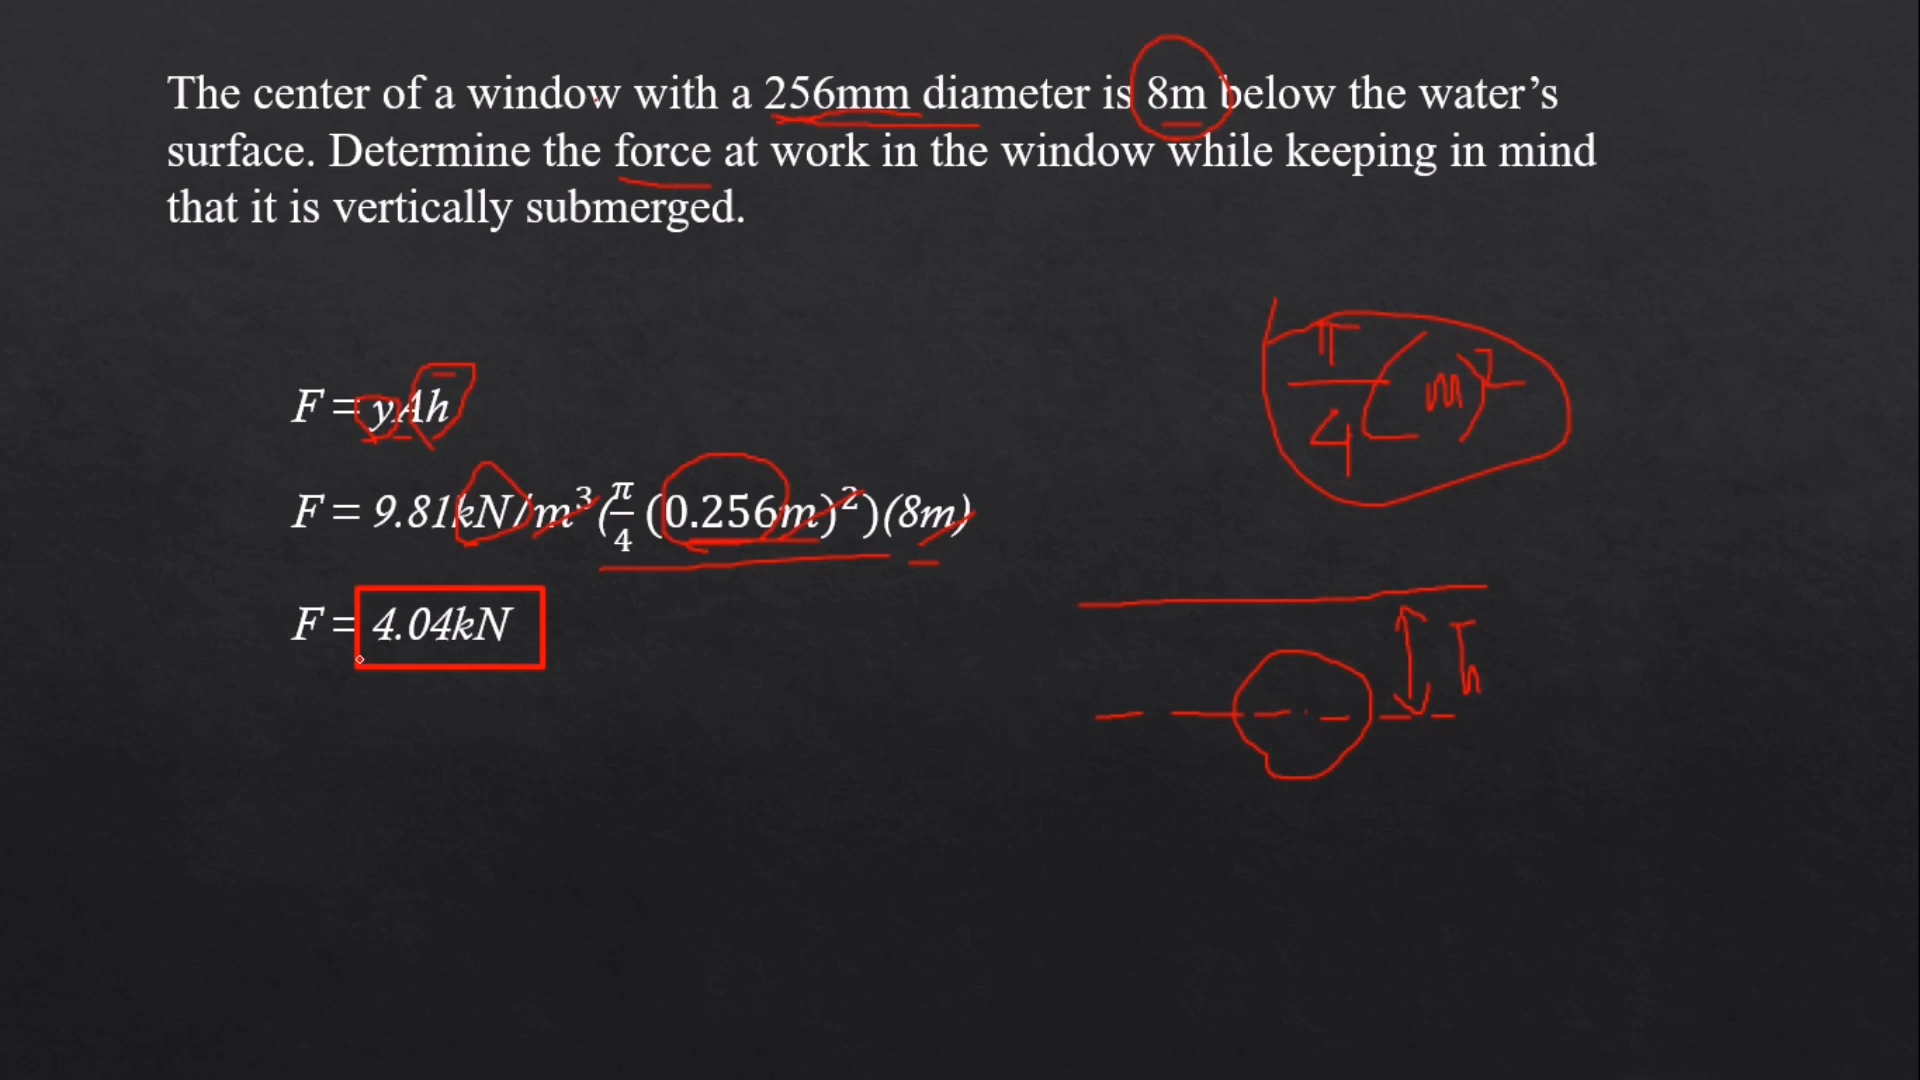 The center of a window with a 256mm diameter is 8m below the water’s
surface. Determine the force at work in the window while keeping in mind
that it is vertically submerged.
F = yAh̅
F = 9.81kN/m³(π/4 (0.256m)²)(8m)
F = 4.04kN
π/4 (m)²
h̅